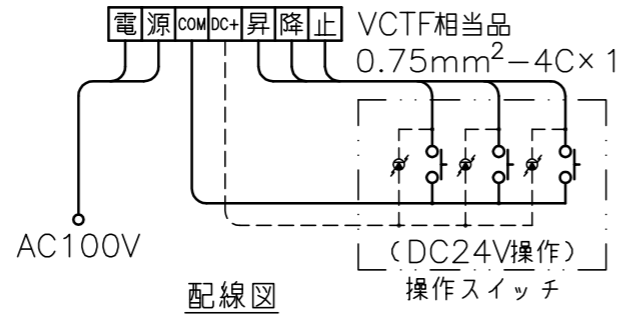 電 源 COM DC+ 昇 降 止
VCTF相当品
0.75mm²-4C×1
AC100V
(DC24V操作)
操作スイッチ
配線図